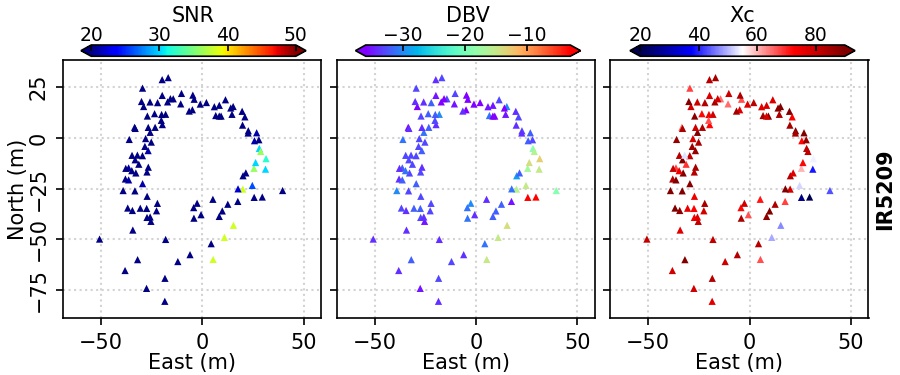 SNR DBV Xc
20 30 40 50 −30 −20 −10 20 40 60 80
North (m)
25
0
−25
−50
−75
−50 0 50 −50 0 50 −50 0 50
East (m) East (m) East (m)
IR5209